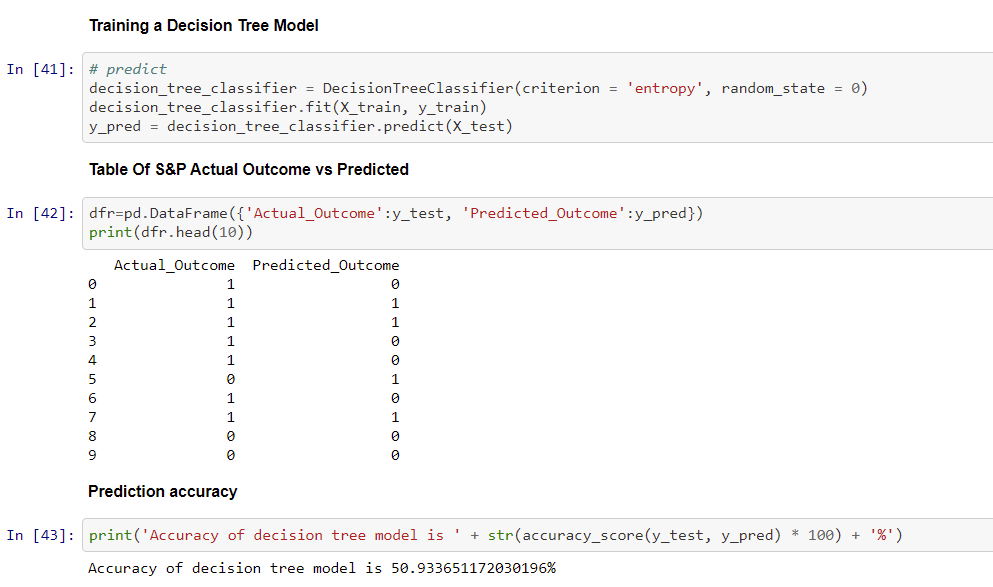 Training a Decision Tree Model
In [41]: # predict
decision_tree_classifier = DecisionTreeClassifier(criterion = 'entropy', random_state = 0)
decision_tree_classifier.fit(X_train, y_train)
y_pred = decision_tree_classifier.predict(X_test)
Table Of S&P Actual Outcome vs Predicted
In [42]: dfr=pd.DataFrame({'Actual_Outcome':y_test, 'Predicted_Outcome':y_pred})
print(dfr.head(10))
Actual_Outcome Predicted_Outcome
0 1 0
1 1 1
2 1 1
3 1 0
4 1 0
5 0 1
6 1 0
7 1 1
8 0 0
9 0 0
Prediction accuracy
In [43]: print('Accuracy of decision tree model is ' + str(accuracy_score(y_test, y_pred) * 100) + '%')
Accuracy of decision tree model is 50.933651172030196%